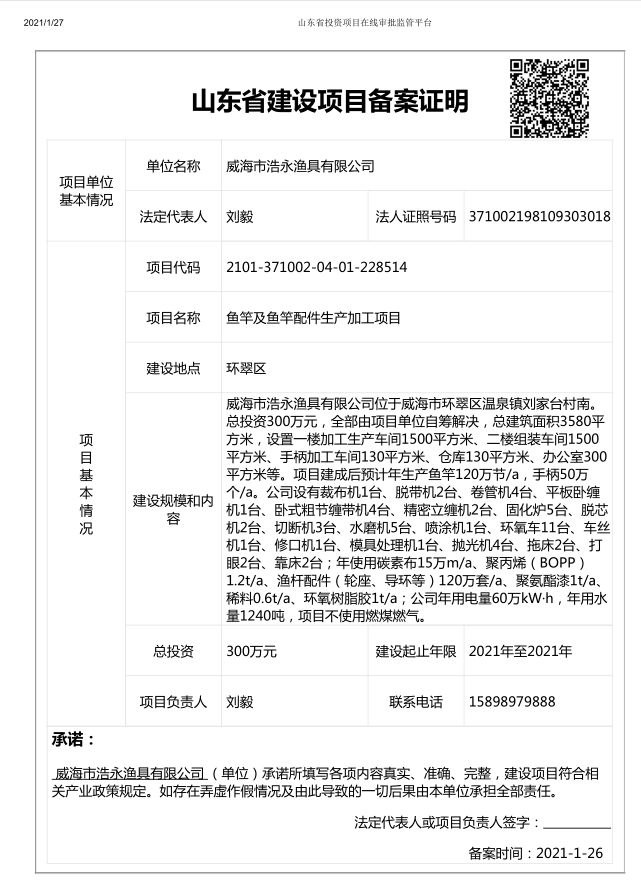 2021/1/27
山东省投资项目在线审批监管平台
山东省建设项目备案证明
项目单位
基本情况
单位名称
威海市浩永渔具有限公司
法定代表人
刘毅
法人证照号码
371002198109303018
项目基本情况
项目代码
2101-371002-04-01-228514
项目名称
鱼竿及鱼竿配件生产加工项目
建设地点
环翠区
建设规模和内
容
威海市浩永渔具有限公司位于威海市环翠区温泉镇刘家台村南。
总投资300万元，全部由项目单位自筹解决，总建筑面积3580平
方米，设置一楼加工生产车间1500平方米、二楼组装车间1500
平方米、手柄加工车间130平方米、仓库130平方米、办公室300
平方米等。项目建成后预计年生产鱼竿120万节/a，手柄50万
个/a。公司设有裁布机1台、脱带机2台、卷管机4台，平板卧缠
机1台、卧式粗节缠带机4台，精密立缠机2台，固化炉5台，脱芯
机2台、切断机3台，水磨机5台，喷涂机1台、环氧车11台，车丝
机1台、修口机1台、模具处理机1台、抛光机4台，拖床2台、打
眼2台、靠床2台；年使用碳素布15万m/a、聚丙烯（BOPP）
1.2t/a、渔杆配件（轮座、导环等）120万套/a、聚氨酯漆1t/a、
稀料0.6t/a、环氧树脂胶1t/a；公司年用电量60万kW·h，年用水
量1240吨，项目不使用燃煤燃气。
总投资
300万元
建设起止年限
2021年至2021年
项目负责人
刘毅
联系电话
15898979888
承诺：
威海市浩永渔具有限公司（单位）承诺所填写各项内容真实、准确、完整，建设项目符合相
关产业政策规定。如存在弄虚作假情况及由此导致的一切后果由本单位承担全部责任。
法定代表人或项目负责人签字：
备案时间：2021-1-26